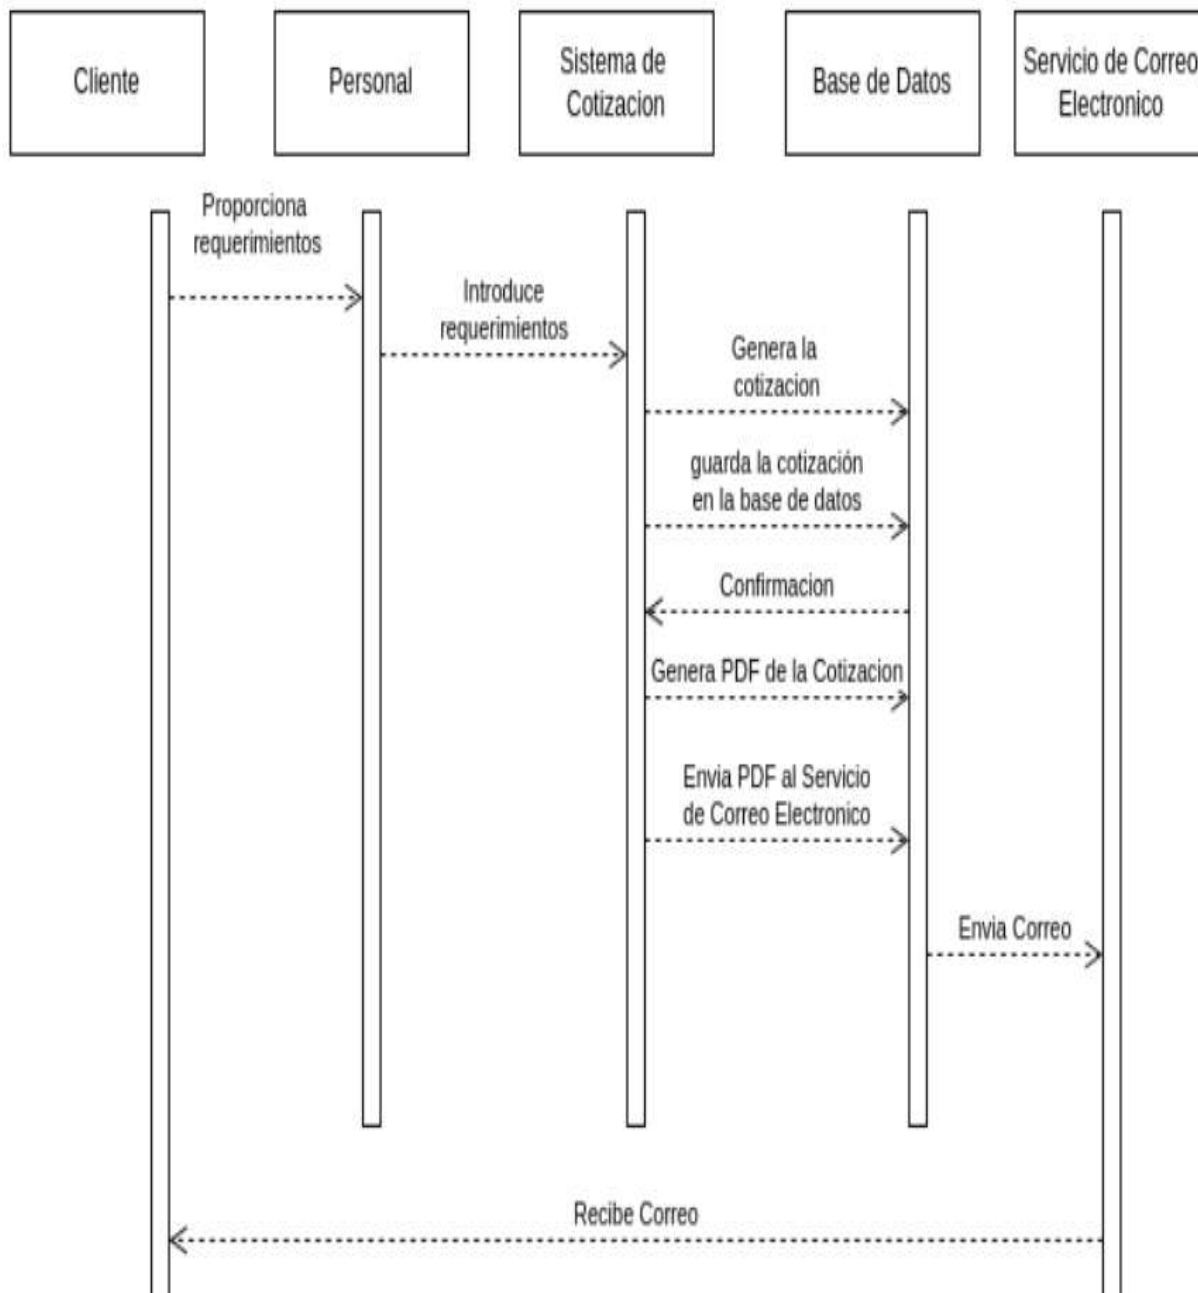 Cliente
Personal
Sistema de
Cotizacion
Base de Datos
Servicio de Correo
Electronico
Proporciona
requerimientos
Introduce
requerimientos
Genera la
cotizacion
guarda la cotización
en la base de datos
Confirmacion
Genera PDF de la Cotizacion
Envia PDF al Servicio
de Correo Electronico
Envia Correo
Recibe Correo